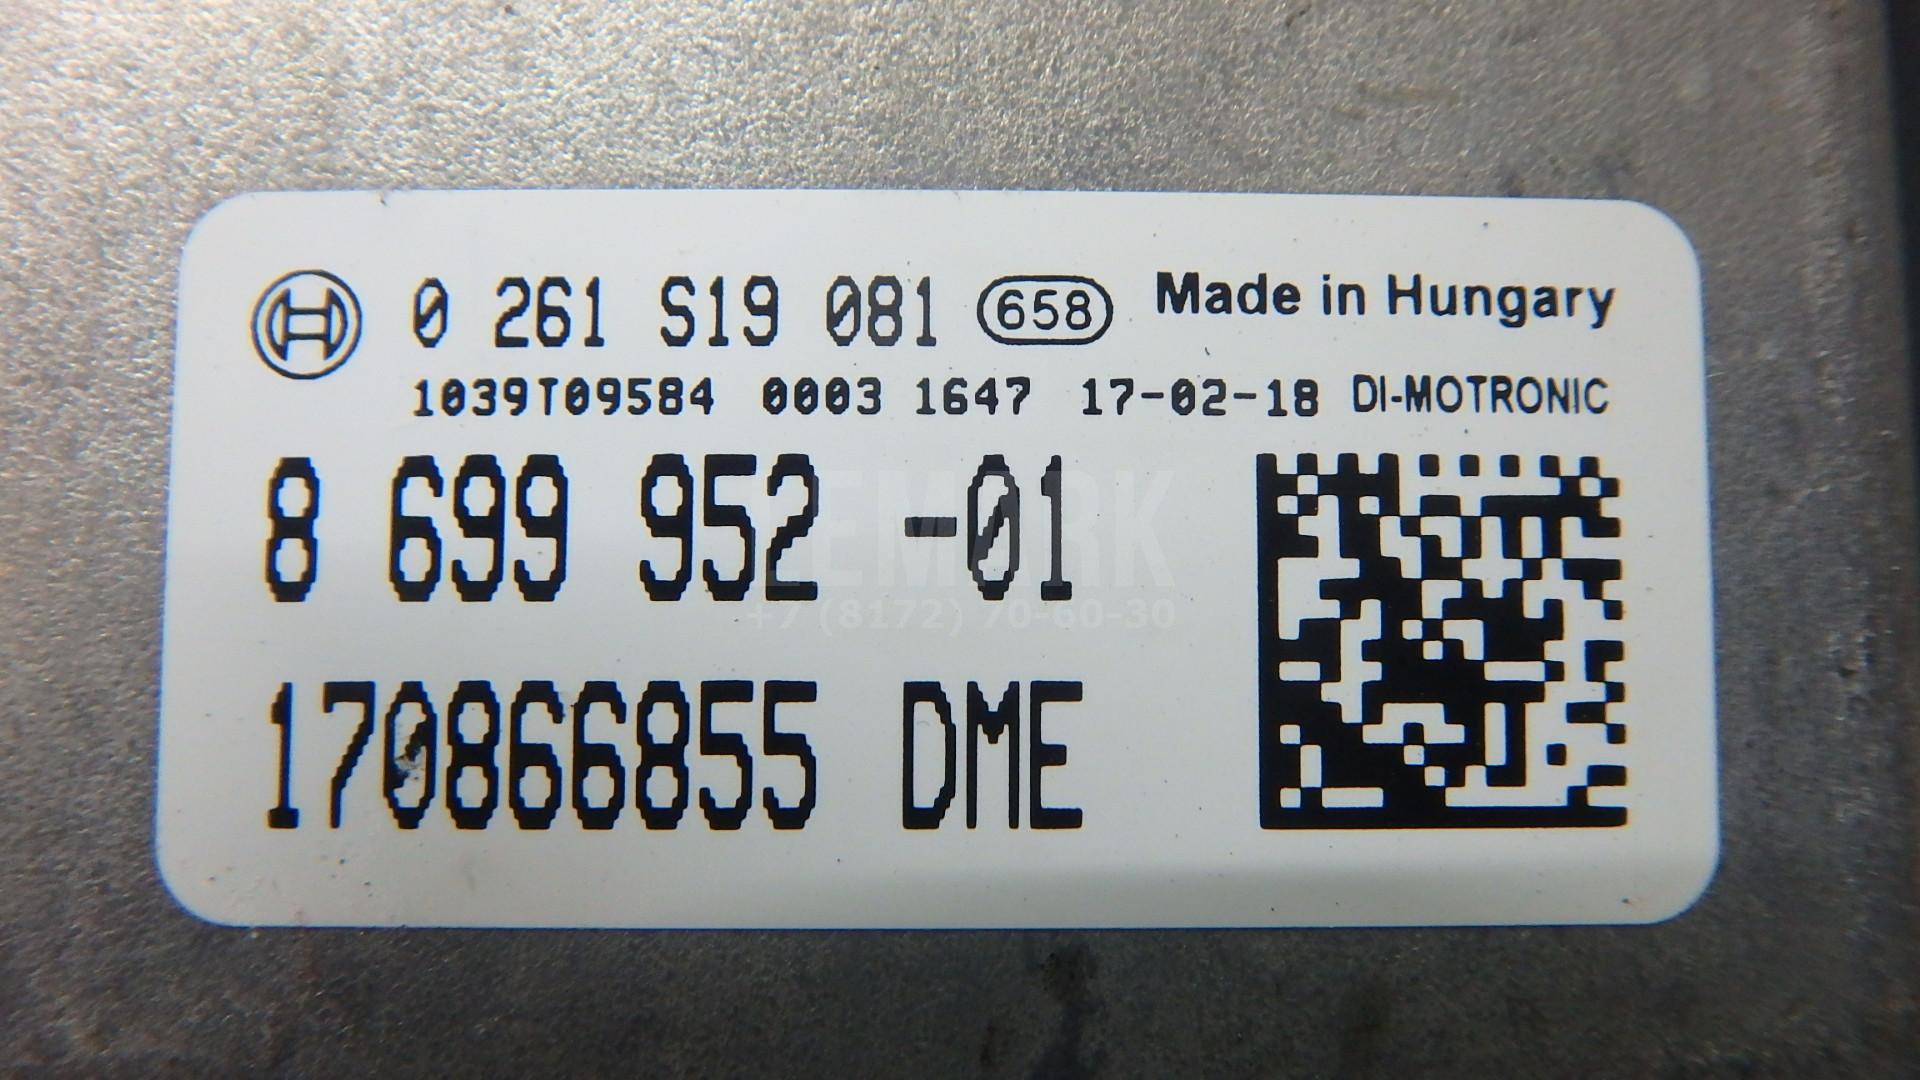 0 261 S19 081 658 Made in Hungary
1039T09584 0003 1647 17-02-18 DI-MOTRONIC
8 699 952 -01
LEMARK
+7 (8172) 70-60-30
170866855 DME